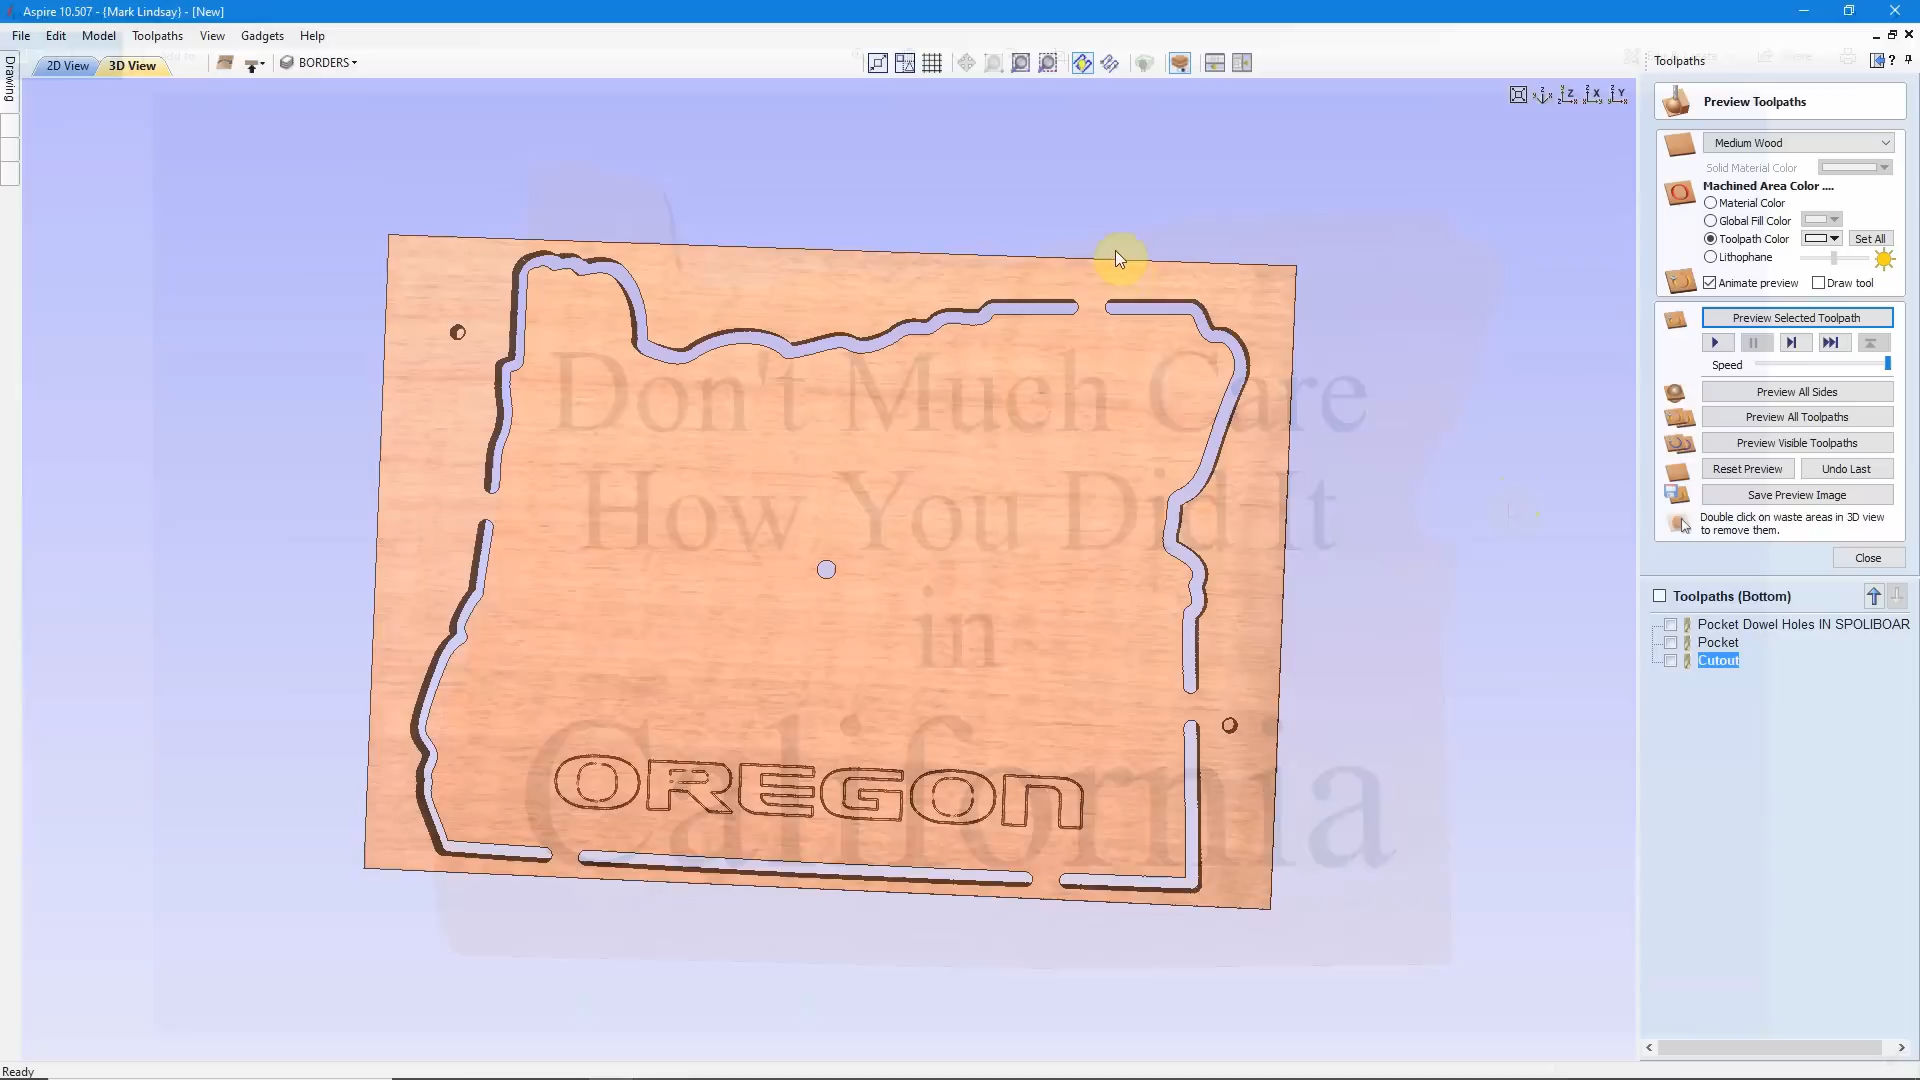 Aspire 10.507 - {Mark Lindsay} - [New]
File Edit Model Toolpaths View Gadgets Help
Drawing
2D View 3D View BORDERS
Toolpaths
Preview Toolpaths
Medium Wood
Solid Material Color
Machined Area Color ....
Material Color
Global Fill Color
Toolpath Color Set All
Lithophane
Animate preview Draw tool
Preview Selected Toolpath
Speed
Preview All Sides
Preview All Toolpaths
Preview Visible Toolpaths
Reset Preview Undo Last
Save Preview Image
Double click on waste areas in 3D view
to remove them.
Close
Toolpaths (Bottom)
Pocket Dowel Holes IN SPOLIBOAR
Pocket
Cutout
Don't Much Care
How You Did It
in
California
OREGON
Ready